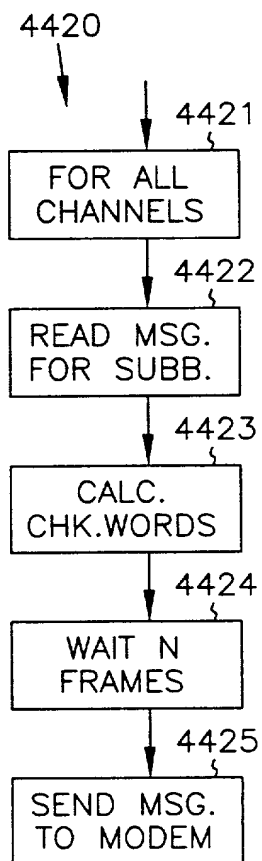 4420
4421
FOR ALL
CHANNELS
4422
READ MSG.
FOR SUBB.
4423
CALC.
CHK.WORDS
4424
WAIT N
FRAMES
4425
SEND MSG.
TO MODEM